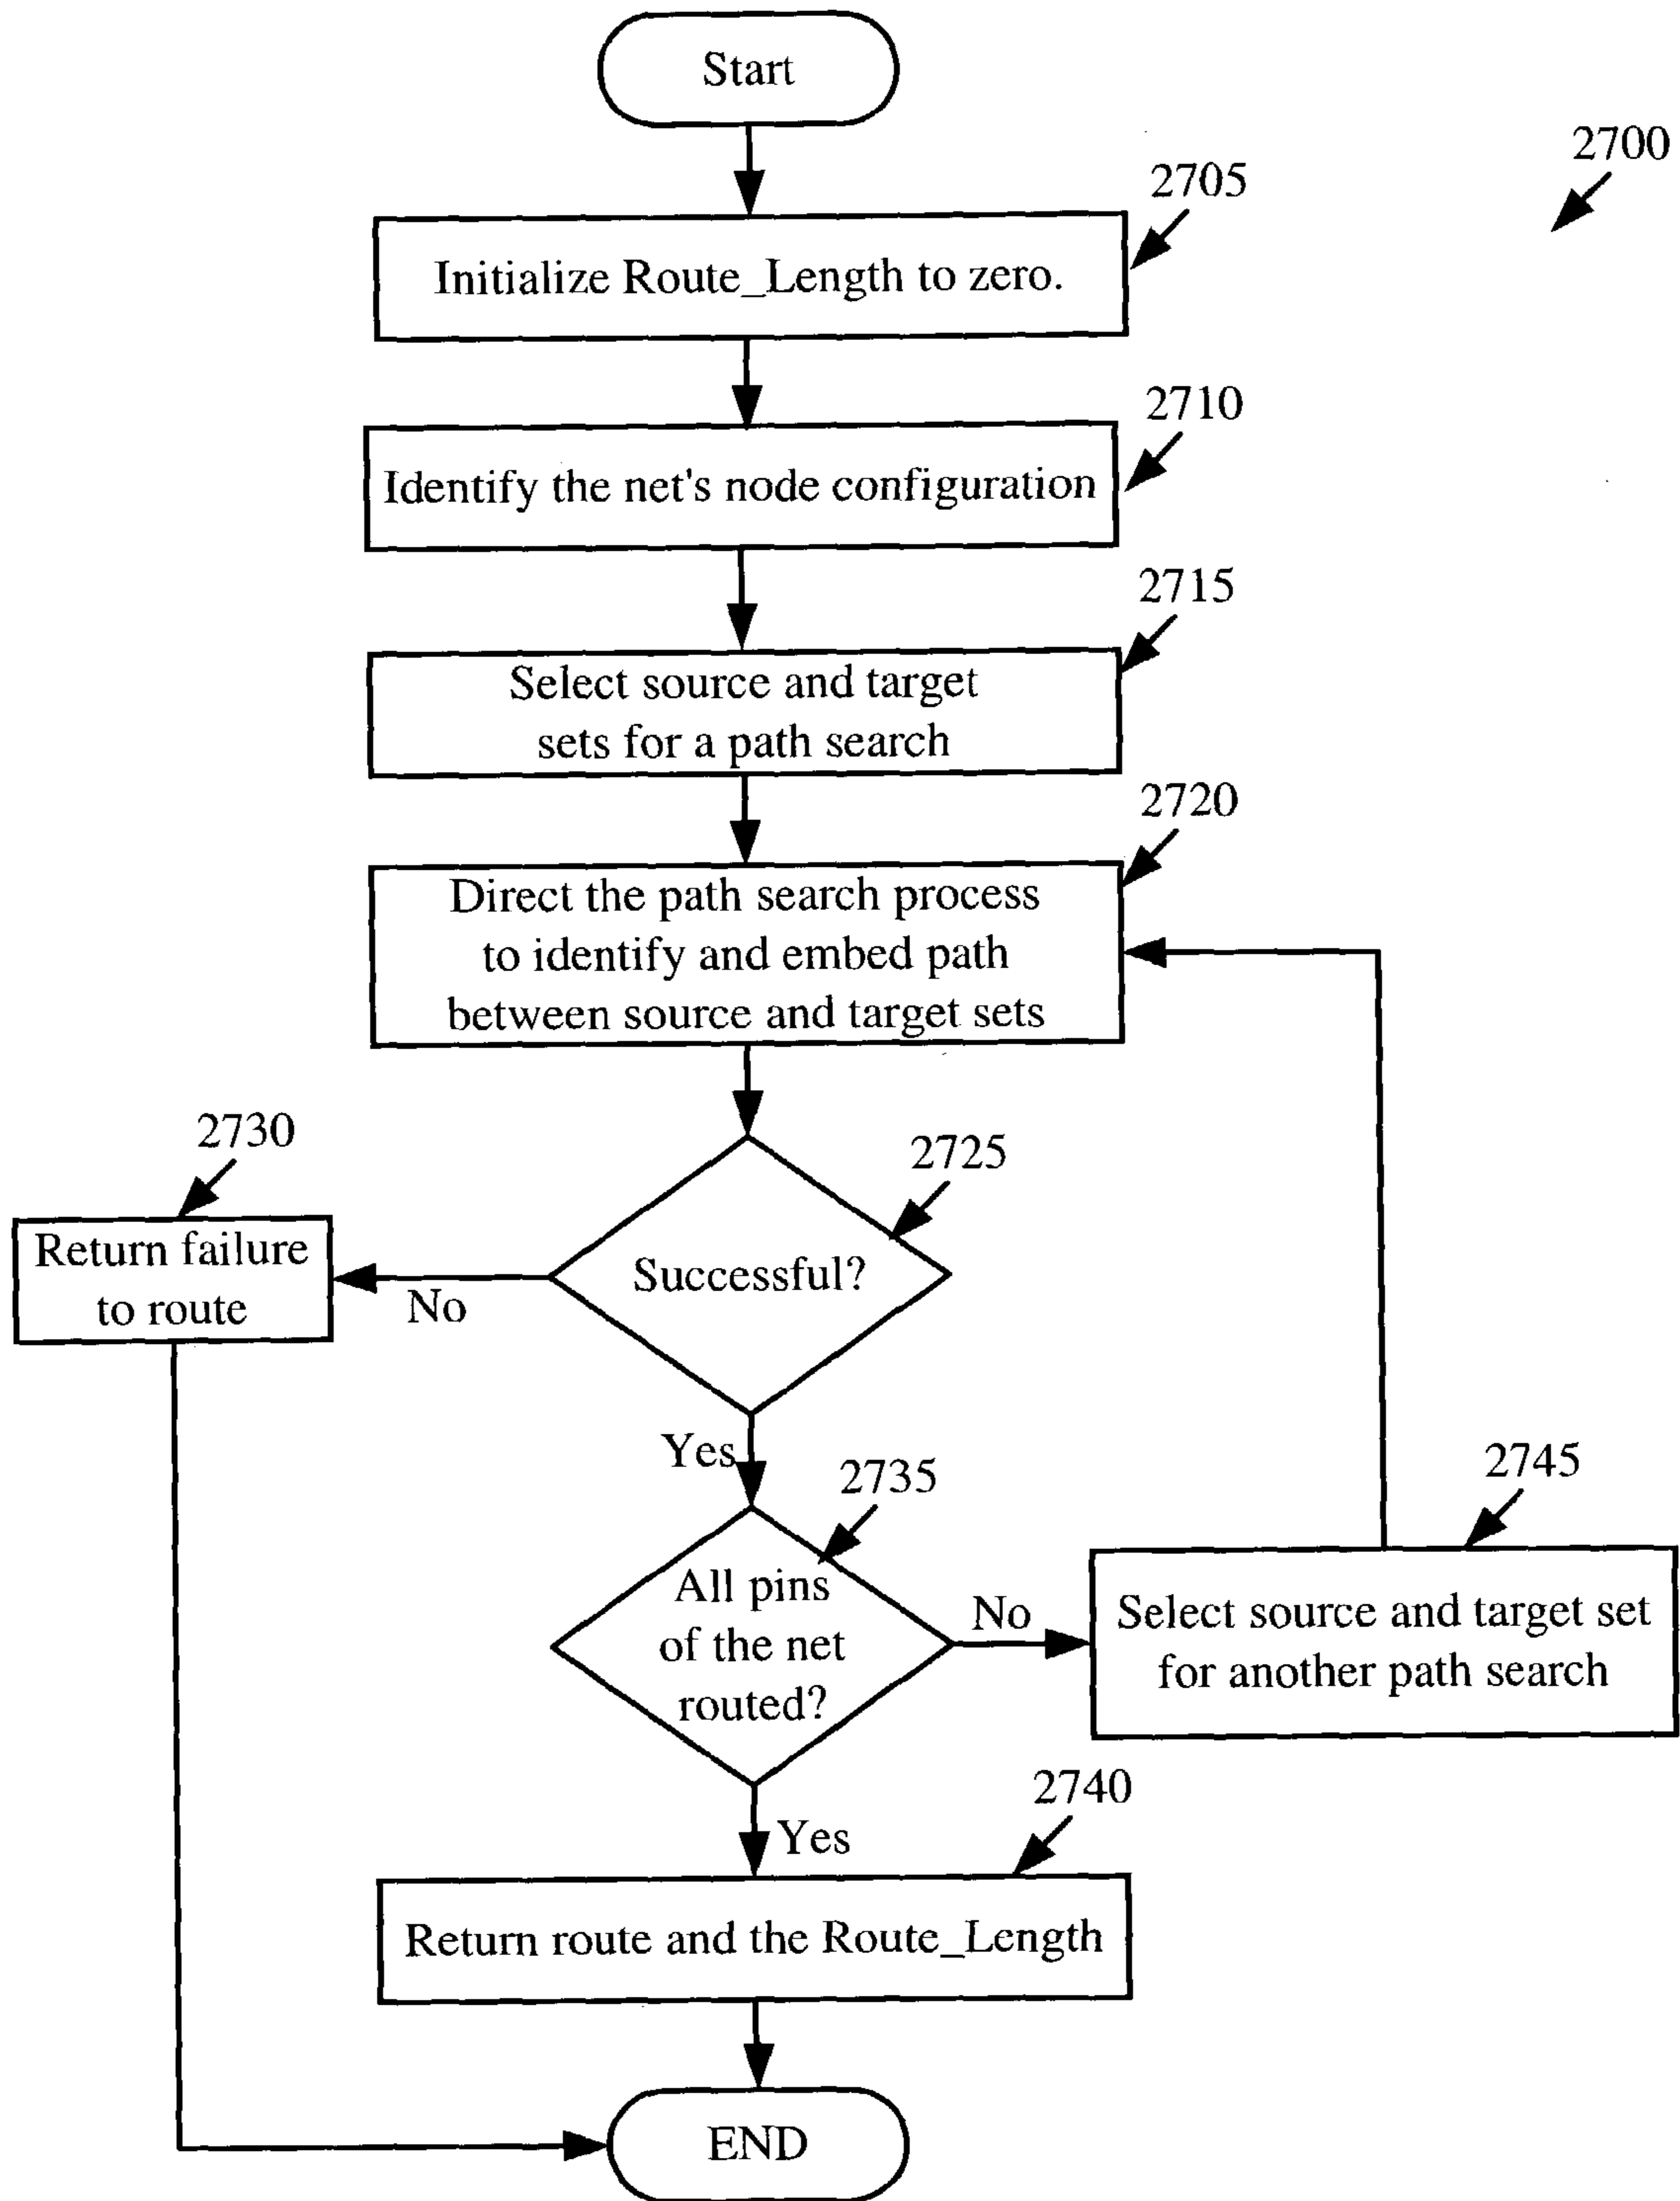 Start
2700
2705
Initialize Route_Length to zero.
2710
Identify the net's node configuration
2715
Select source and target
sets for a path search
2720
Direct the path search process
to identify and embed path
between source and target sets
2730
2725
Return failure
to route
No
Successful?
Yes
2735
2745
All pins
of the net
routed?
No
Select source and target set
for another path search
2740
Yes
Return route and the Route_Length
END